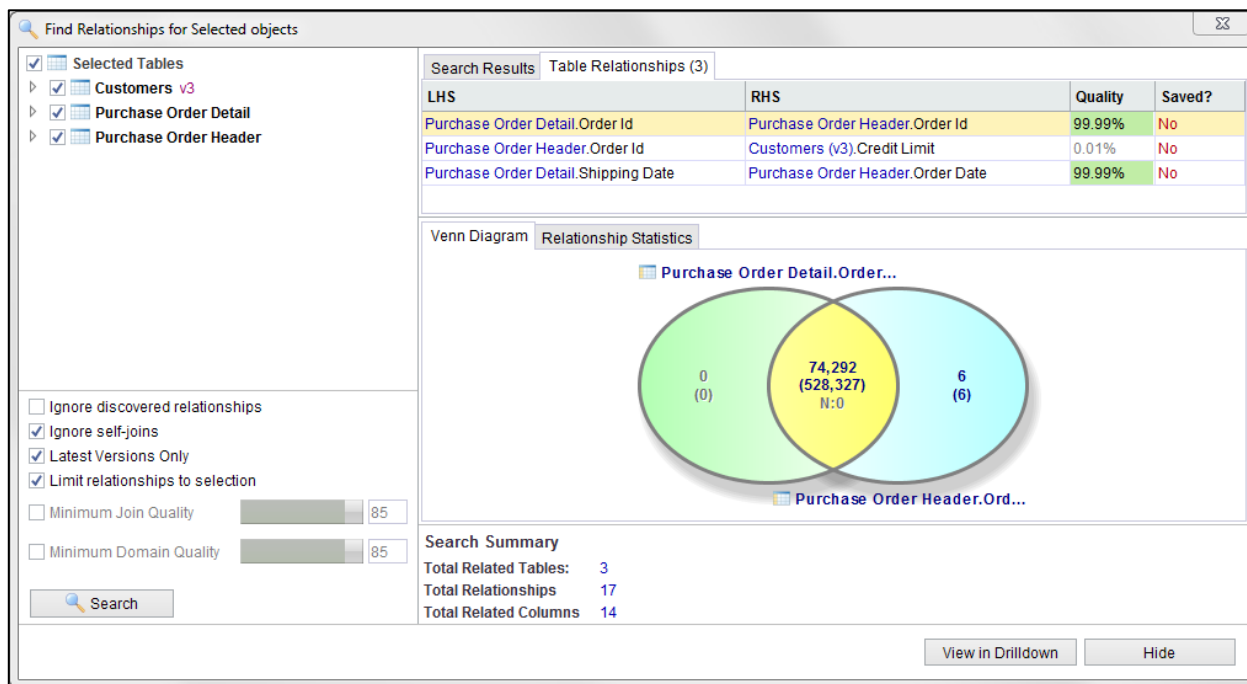 Find Relationships for Selected objects
Selected Tables
Customers v3
Purchase Order Detail
Purchase Order Header
Ignore discovered relationships
Ignore self-joins
Latest Versions Only
Limit relationships to selection
Minimum Join Quality 85
Minimum Domain Quality 85
Search
Search Results Table Relationships (3)
LHS RHS Quality Saved?
Purchase Order Detail.Order Id Purchase Order Header.Order Id 99.99% No
Purchase Order Header.Order Id Customers (v3).Credit Limit 0.01% No
Purchase Order Detail.Shipping Date Purchase Order Header.Order Date 99.99% No
Venn Diagram Relationship Statistics
Purchase Order Detail.Order...
0 74,292 6
(0) (528,327) (6)
N:0
Purchase Order Header.Ord...
Search Summary
Total Related Tables: 3
Total Relationships 17
Total Related Columns 14
View in Drilldown Hide